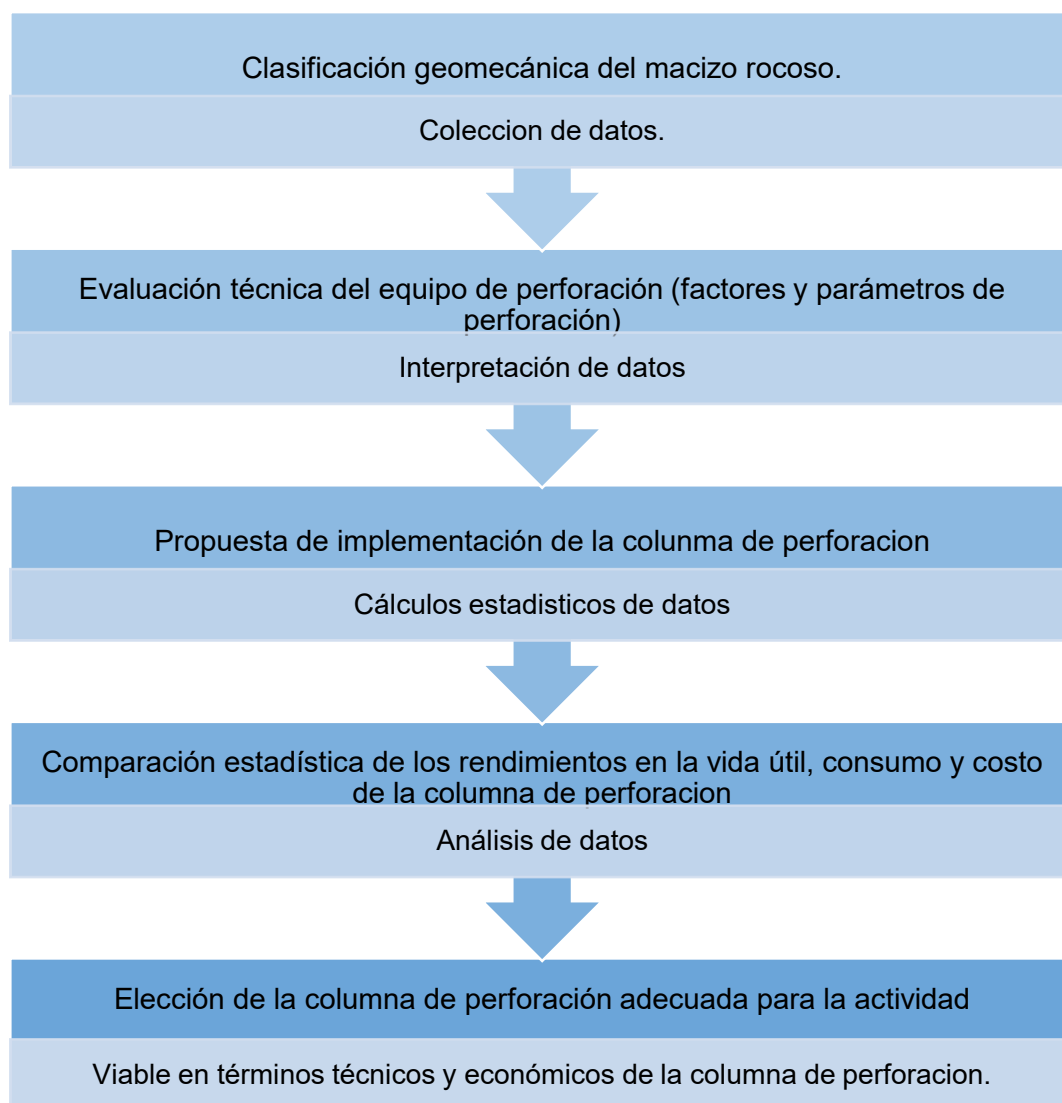 Clasificación geomecánica del macizo rocoso.
Coleccion de datos.
Evaluación técnica del equipo de perforación (factores y parámetros de
perforación)
Interpretación de datos
Propuesta de implementación de la colunma de perforacion
Cálculos estadisticos de datos
Comparación estadística de los rendimientos en la vida útil, consumo y costo
de la columna de perforacion
Análisis de datos
Elección de la columna de perforación adecuada para la actividad
Viable en términos técnicos y económicos de la columna de perforacion.